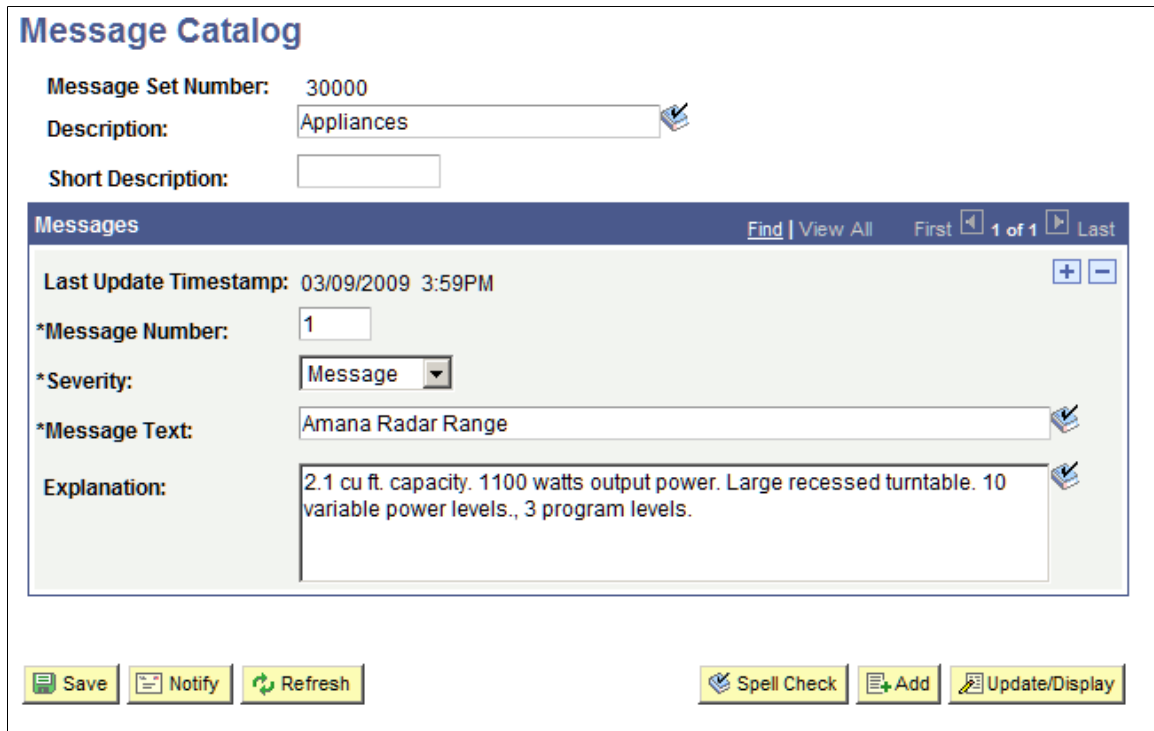 Message Catalog
Message Set Number: 30000
Description: Appliances
Short Description:
Messages Find | View All First 1 of 1 Last
Last Update Timestamp: 03/09/2009 3:59PM
*Message Number: 1
*Severity: Message
*Message Text: Amana Radar Range
Explanation: 2.1 cu ft. capacity. 1100 watts output power. Large recessed turntable. 10
variable power levels., 3 program levels.
Save Notify Refresh Spell Check Add Update/Display